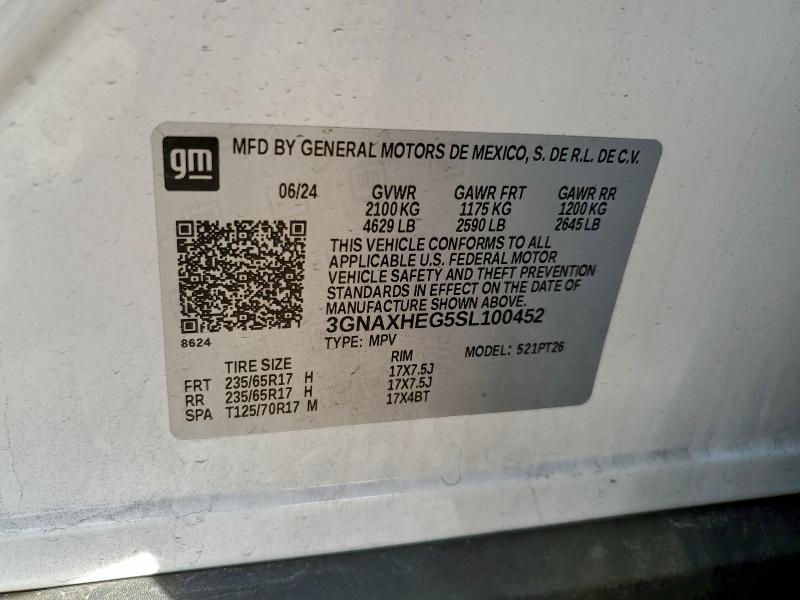 gm MFD BY GENERAL MOTORS DE MEXICO, S. DE R.L. DE C.V.
06/24 GVWR GAWR FRT GAWR RR
2100 KG 1175 KG 1200 KG
4629 LB 2590 LB 2645 LB
THIS VEHICLE CONFORMS TO ALL
APPLICABLE U.S. FEDERAL MOTOR
VEHICLE SAFETY AND THEFT PREVENTION
STANDARDS IN EFFECT ON THE DATE OF
MANUFACTURE SHOWN ABOVE.
3GNAXHEG5SL100452
8624 TYPE: MPV MODEL: 521PT26
TIRE SIZE RIM
FRT 235/65R17 H 17X7.5J
RR 235/65R17 H 17X7.5J
SPA T125/70R17 M 17X4BT